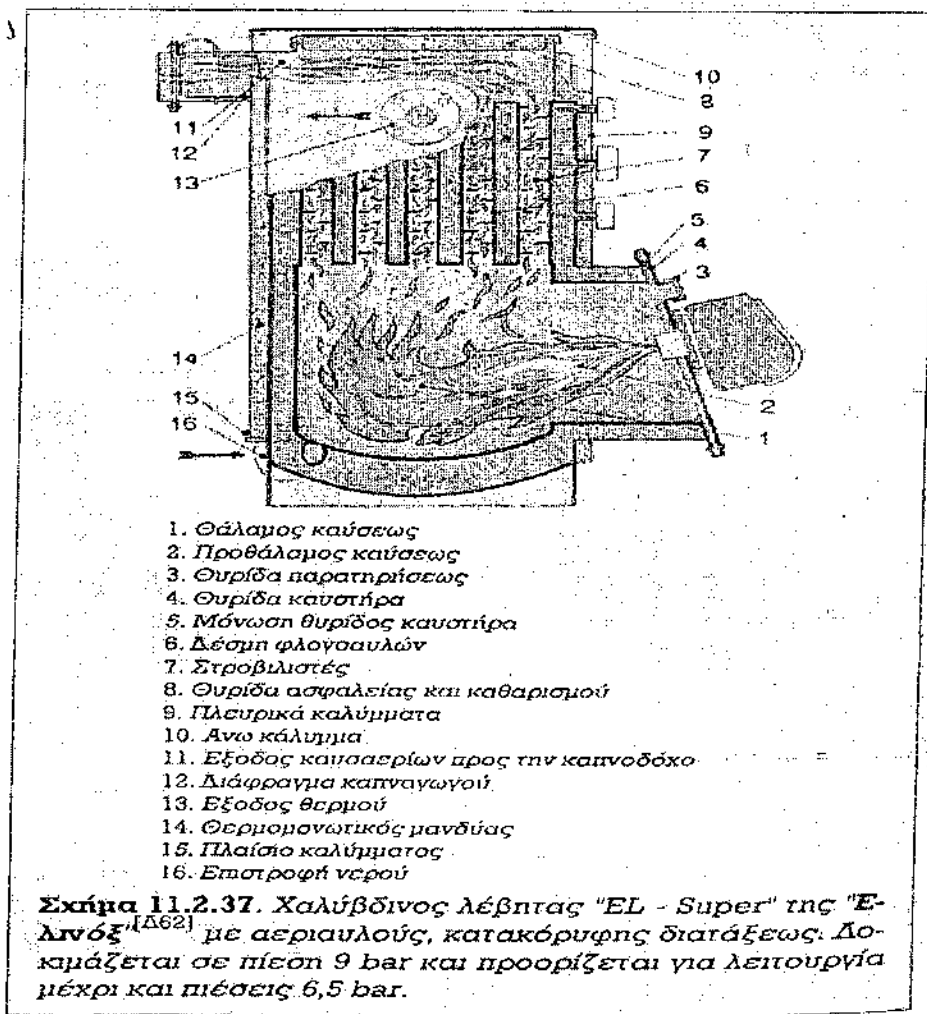 10
8
9
7
6
5
4
3
2
1
11
12
13
14
15
16
1. Θάλαμος καύσεως
2. Προθάλαμος καύσεως
3. Θυρίδα παρατηρήσεως
4. Θυρίδα καυστήρα
5. Μόνωση θυρίδος καυστήρα
6. Δέσμη φλογοαυλών
7. Στροβιλιστές
8. Θυρίδα ασφαλείας και καθαρισμού
9. Πλευρικά καλύμματα
10. Ανω κάλυμμα
11. Εξοδος καυσαερίων προς την καπνοδόχο
12. Διάφραγμα καπναγωγού
13. Εξοδος θερμού
14. Θερμομονωτικός μανδύας
15. Πλαίσιο καλύμματος
16. Επιστροφή νερού
Σχήμα 11.2.37. Χαλύβδινος λέβητας "EL - Super" της "Ε-
λινόξ"[Δ62] με αεριαυλούς, κατακόρυφης διατάξεως. Δο-
κιμάζεται σε πίεση 9 bar και προορίζεται για λειτουργία
μέχρι και πιέσεις 6,5 bar.